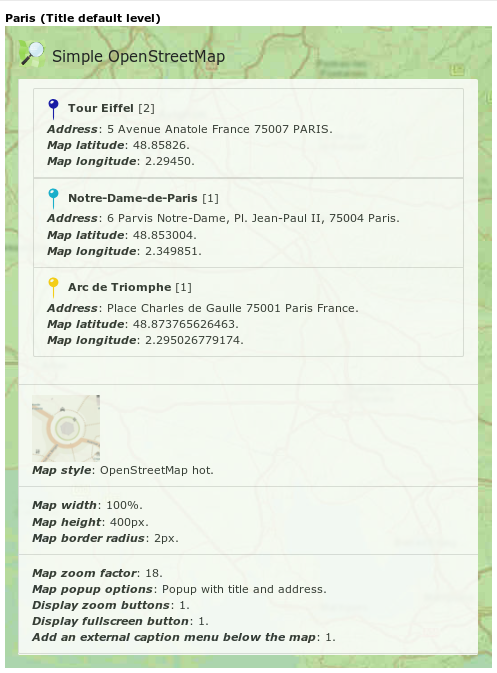 Paris (Title default level)
Simple OpenStreetMap
Tour Eiffel [2]
Address: 5 Avenue Anatole France 75007 PARIS.
Map latitude: 48.85826.
Map longitude: 2.29450.
Notre-Dame-de-Paris [1]
Address: 6 Parvis Notre-Dame, Pl. Jean-Paul II, 75004 Paris.
Map latitude: 48.853004.
Map longitude: 2.349851.
Arc de Triomphe [1]
Address: Place Charles de Gaulle 75001 Paris France.
Map latitude: 48.873765626463.
Map longitude: 2.295026779174.
Map style: OpenStreetMap hot.
Map width: 100%.
Map height: 400px.
Map border radius: 2px.
Map zoom factor: 18.
Map popup options: Popup with title and address.
Display zoom buttons: 1.
Display fullscreen button: 1.
Add an external caption menu below the map: 1.